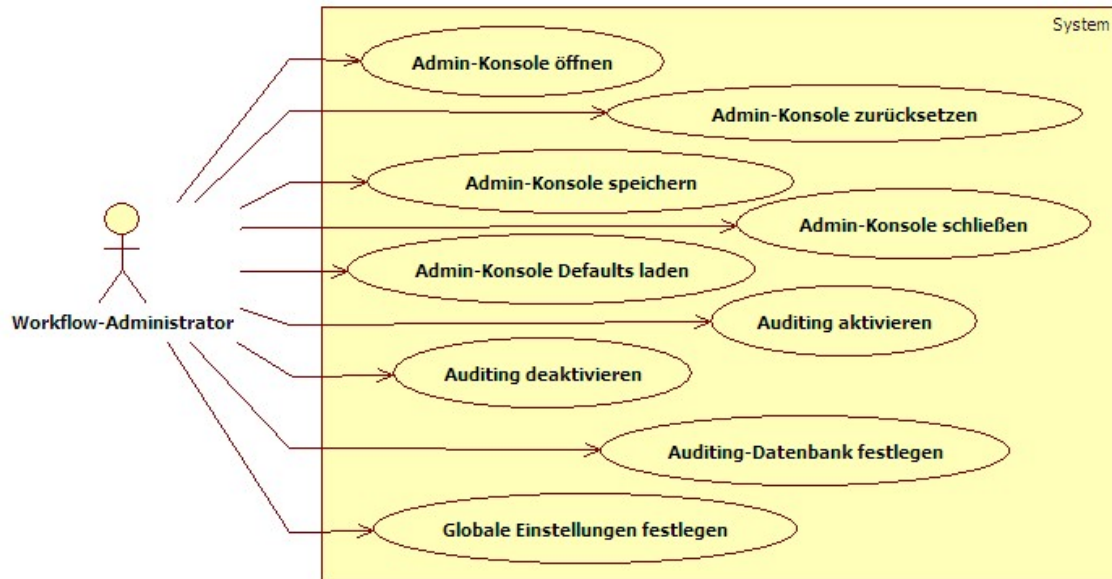 System
Admin-Konsole öffnen
Admin-Konsole zurücksetzen
Admin-Konsole speichern
Admin-Konsole schließen
Admin-Konsole Defaults laden
Workflow-Administrator
Auditing aktivieren
Auditing deaktivieren
Auditing-Datenbank festlegen
Globale Einstellungen festlegen